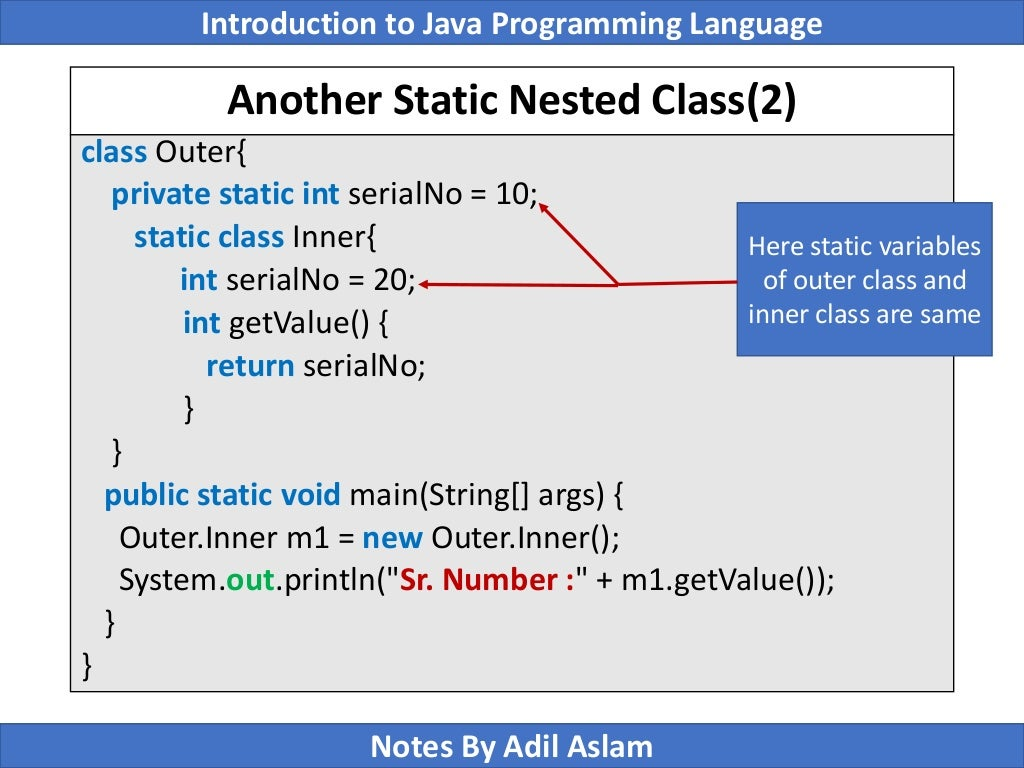 Introduction to Java Programming Language
Another Static Nested Class(2)
class Outer{
private static int serialNo = 10;
static class Inner{
int serialNo = 20;
int getValue() {
return serialNo;
}
}
public static void main(String[] args) {
Outer.Inner m1 = new Outer.Inner();
System.out.println("Sr. Number :" + m1.getValue());
}
}
Here static variables
of outer class and
inner class are same
Notes By Adil Aslam